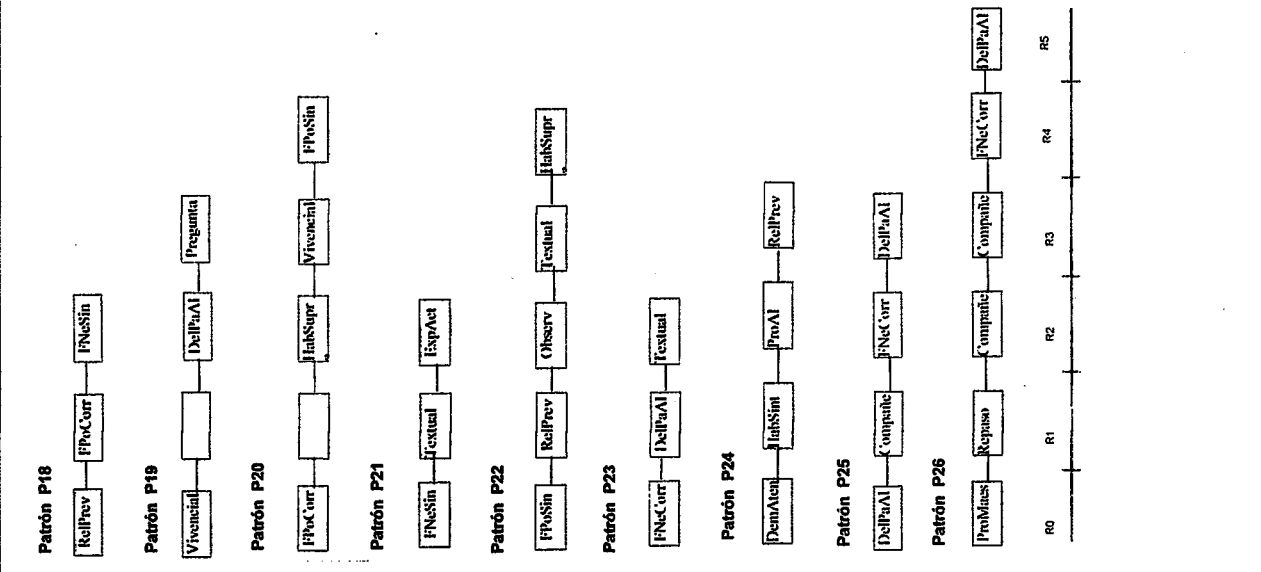 Patrón P18
RelPrev FPoCorr FNeSin
Patrón P19
Vivencial DelPaAl Pregunta
Patrón P20
FPoCorr HabSupr Vivencial FPoSin
Patrón P21
FNeSin Textual ExpAct
Patrón P22
FPoSin RelPrev Observ Textual HabSupr
Patrón P23
FNeCorr DelPaAl Textual
Patrón P24
DemAten HabSint ProAl RelPrev
Patrón P25
DelPaAl Compañe FNeCorr DelPaAl
Patrón P26
ProMaes Repaso Compañe Compañe FNeCorr DelPaAl
R0 R1 R2 R3 R4 R5